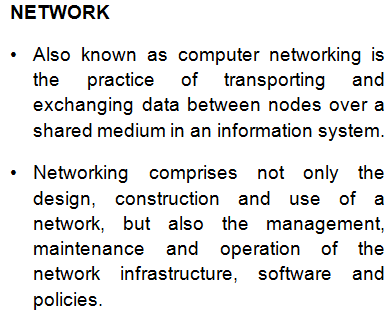 NETWORK
• Also known as computer networking is
the practice of transporting and
exchanging data between nodes over a
shared medium in an information system.
• Networking comprises not only the
design, construction and use of a
network, but also the management,
maintenance and operation of the
network infrastructure, software and
policies.